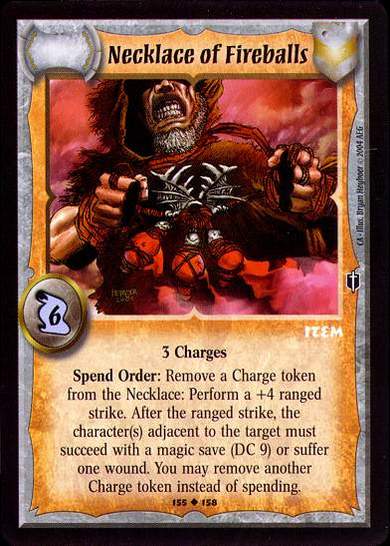 Necklace of Fireballs
CA • Illus. Bryan Heyboer © 2004 AEG
6
ITEM
3 Charges
Spend Order: Remove a Charge token
from the Necklace: Perform a +4 ranged
strike. After the ranged strike, the
character(s) adjacent to the target must
succeed with a magic save (DC 9) or suffer
one wound. You may remove another
Charge token instead of spending.
155 ◆ 158